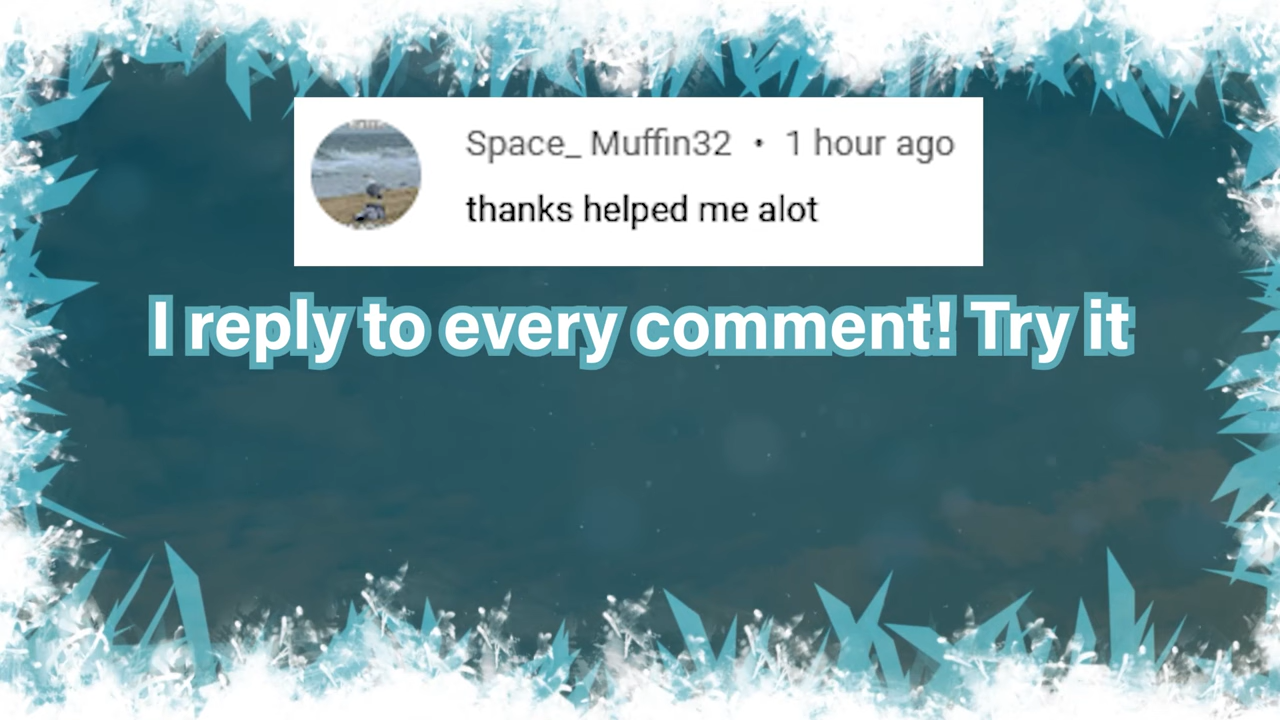 Space_ Muffin32 • 1 hour ago
thanks helped me alot
I reply to every comment! Try it